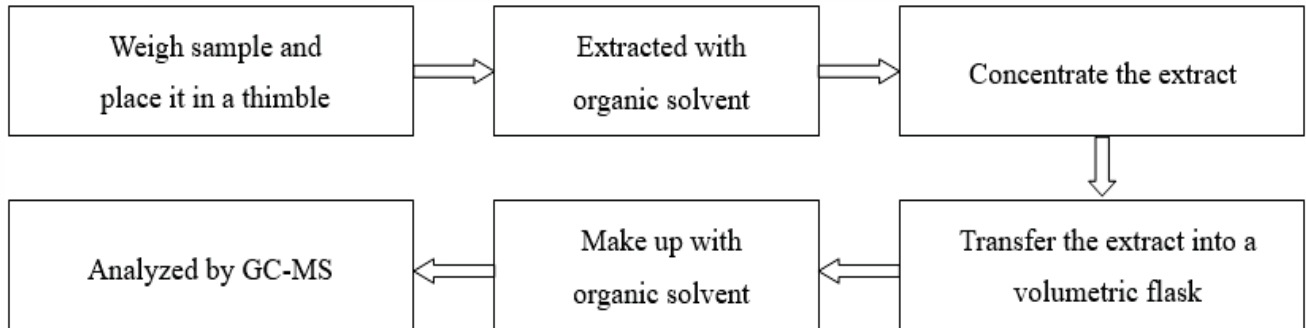 Weigh sample and
place it in a thimble
Extracted with
organic solvent
Concentrate the extract
Transfer the extract into a
volumetric flask
Make up with
organic solvent
Analyzed by GC-MS